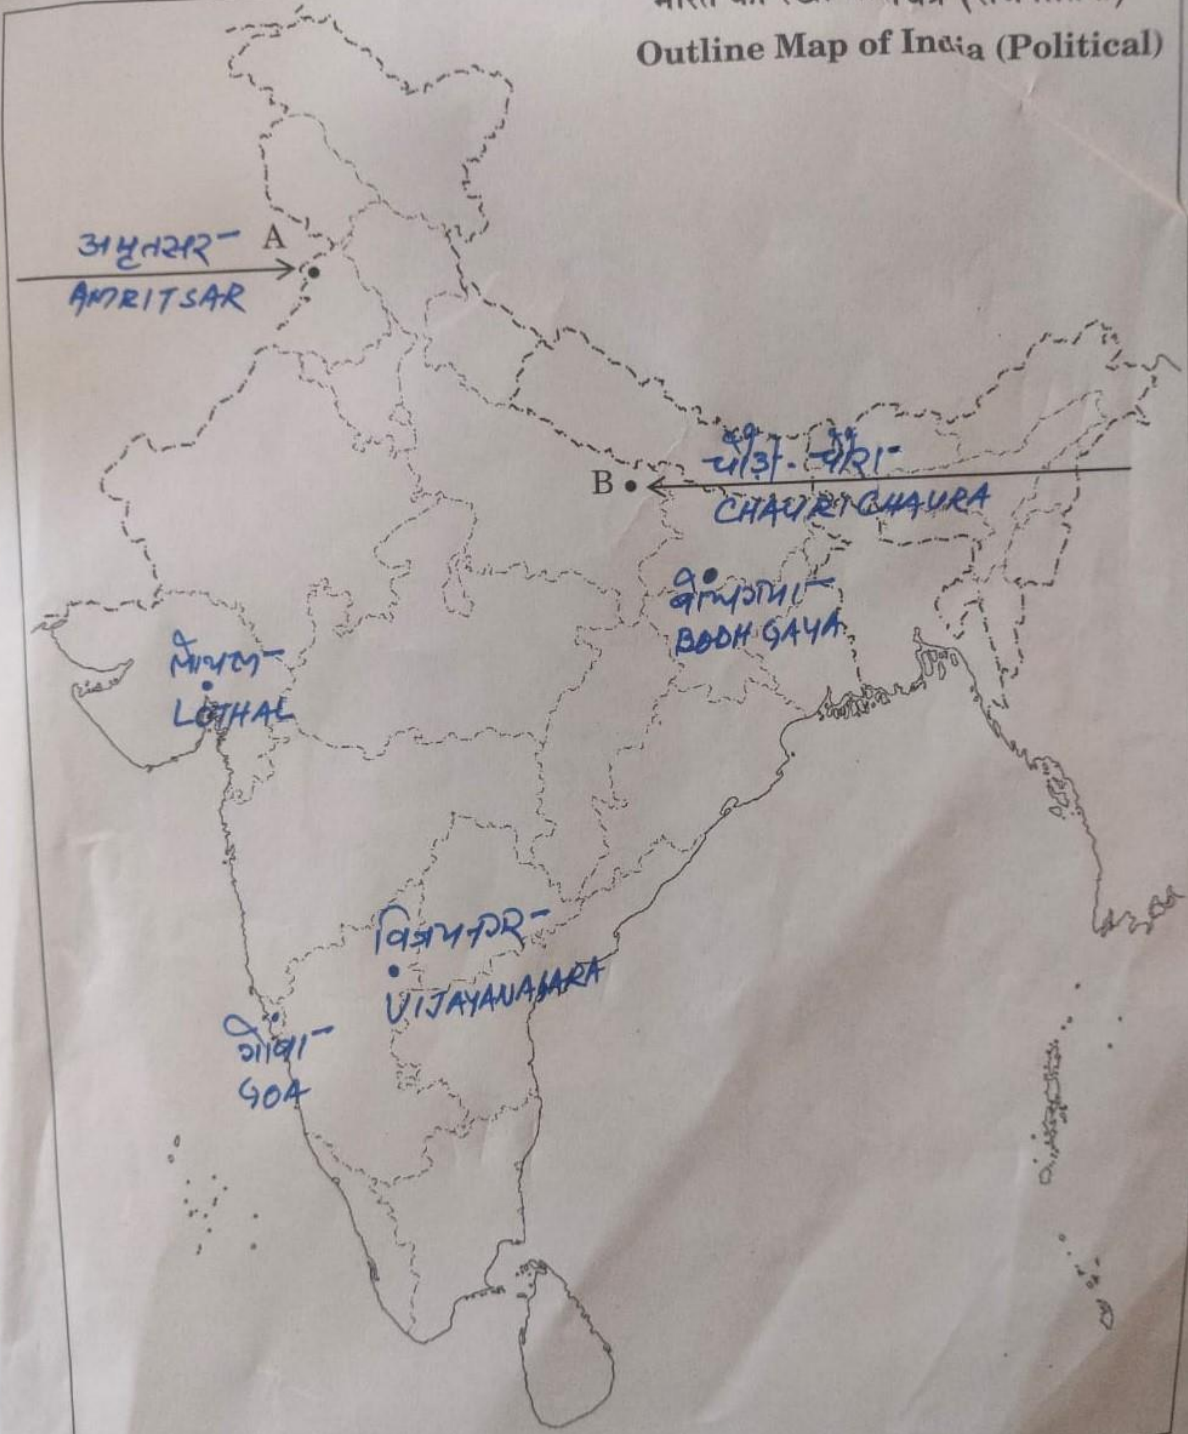 Outline Map of India (Political)
अमृतसर
A
AMRITSAR
चौरी-चौरा
B
CHAURI CHAURA
बोधगया
BODH GAYA
लोथल
LOTHAL
विजयनगर
VIJAYANAGARA
गोवा
GOA